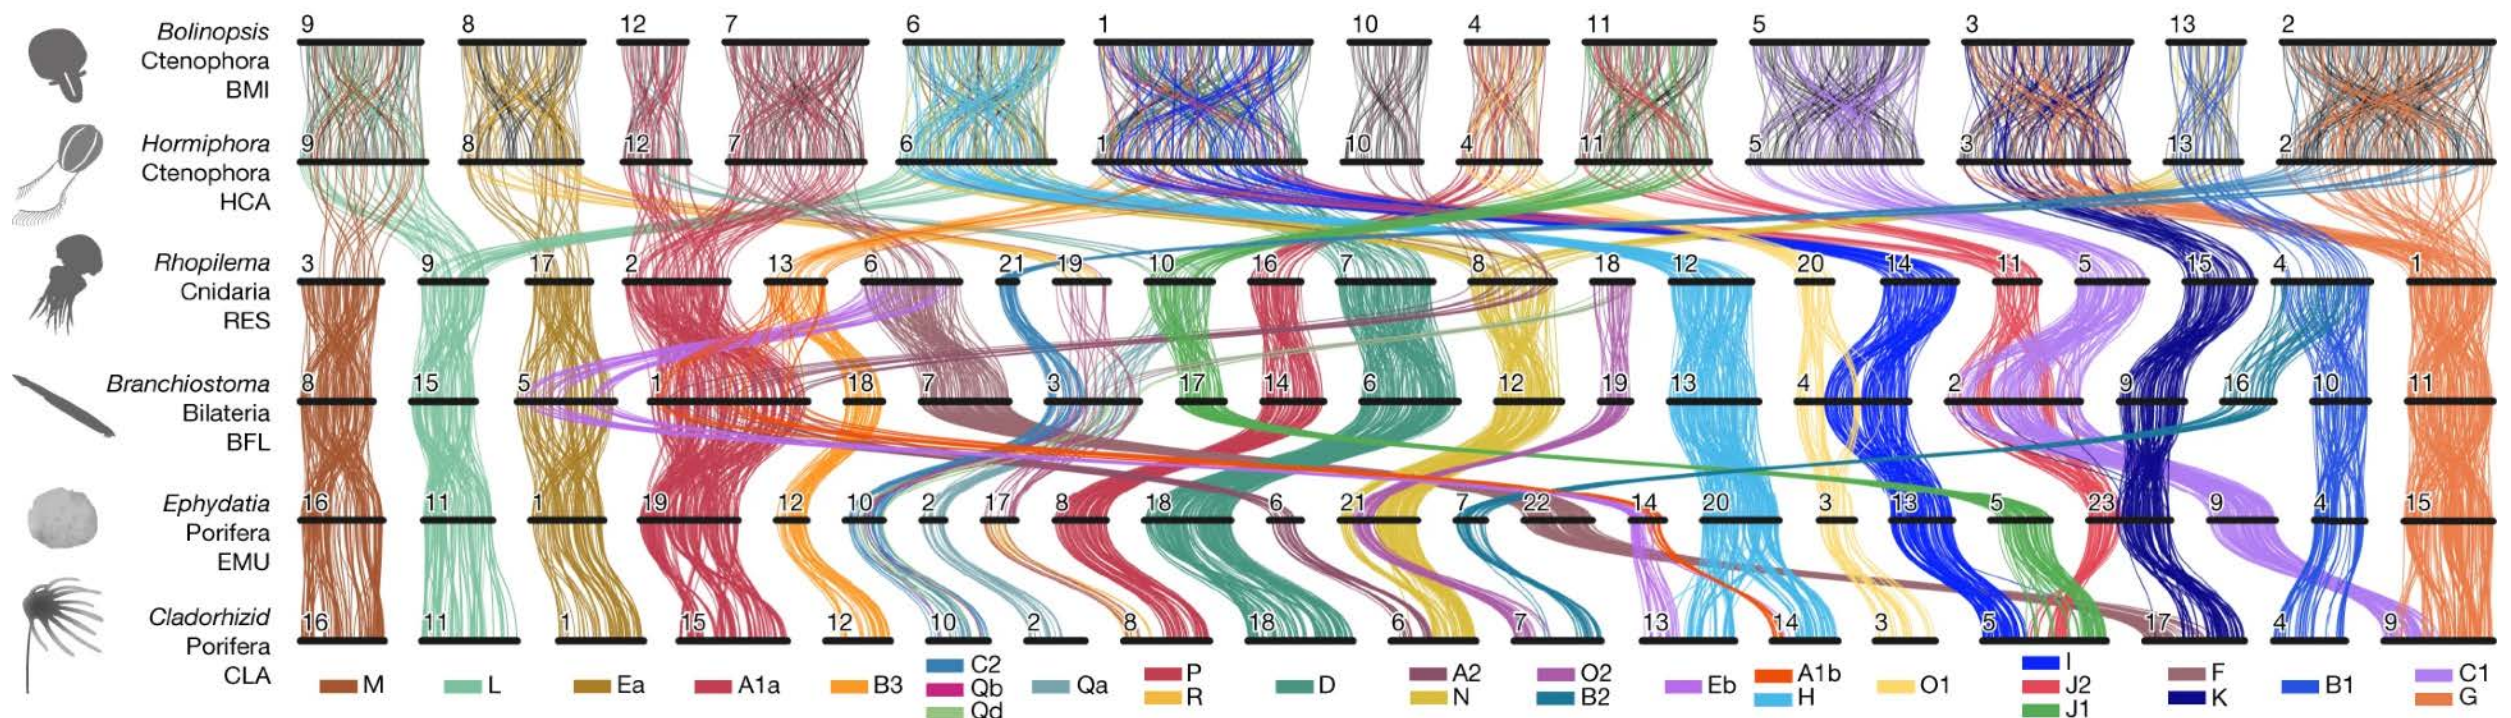 9 8 12 7 6 1 10 4 11 5 3 13 2
Bolinopsis
Ctenophora
BMI
Hormiphora
9 8 12 7 6 1 10 4 11 5 3 13 2
Ctenophora
HCA
Rhopilema
3 9 17 2 13 6 21 19 10 16 7 8 18 12 20 14 11 5 15 4 1
Cnidaria
RES
Branchiostoma
8 15 5 1 18 7 3 17 14 6 12 19 13 4 2 9 16 10 11
Bilateria
BFL
Ephydatia
16 11 1 19 12 10 2 17 8 18 6 21 7 22 14 20 3 13 5 23 9 4 15
Porifera
EMU
Cladorhizid
16 11 1 15 12 10 2 8 18 6 7 13 14 3 5 17 4 9
Porifera
CLA
M L Ea A1a B3
C2
Qb
Qd
Qa
P
R
D
A2
N
O2
B2
Eb
A1b
H
O1
I
J2
J1
F
K
B1
C1
G